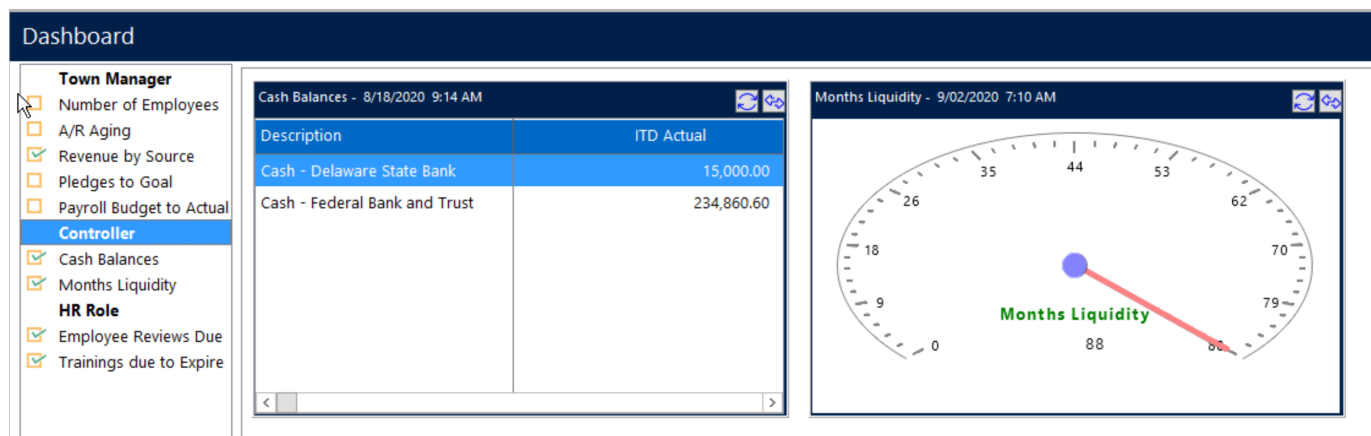 Dashboard
Town Manager
Number of Employees
A/R Aging
Revenue by Source
Pledges to Goal
Payroll Budget to Actual
Controller
Cash Balances
Months Liquidity
HR Role
Employee Reviews Due
Trainings due to Expire
Cash Balances - 8/18/2020 9:14 AM
Description ITD Actual
Cash - Delaware State Bank 15,000.00
Cash - Federal Bank and Trust 234,860.60
Months Liquidity - 9/02/2020 7:10 AM
44
35 53
26 62
18 70
9 79
Months Liquidity
0 88